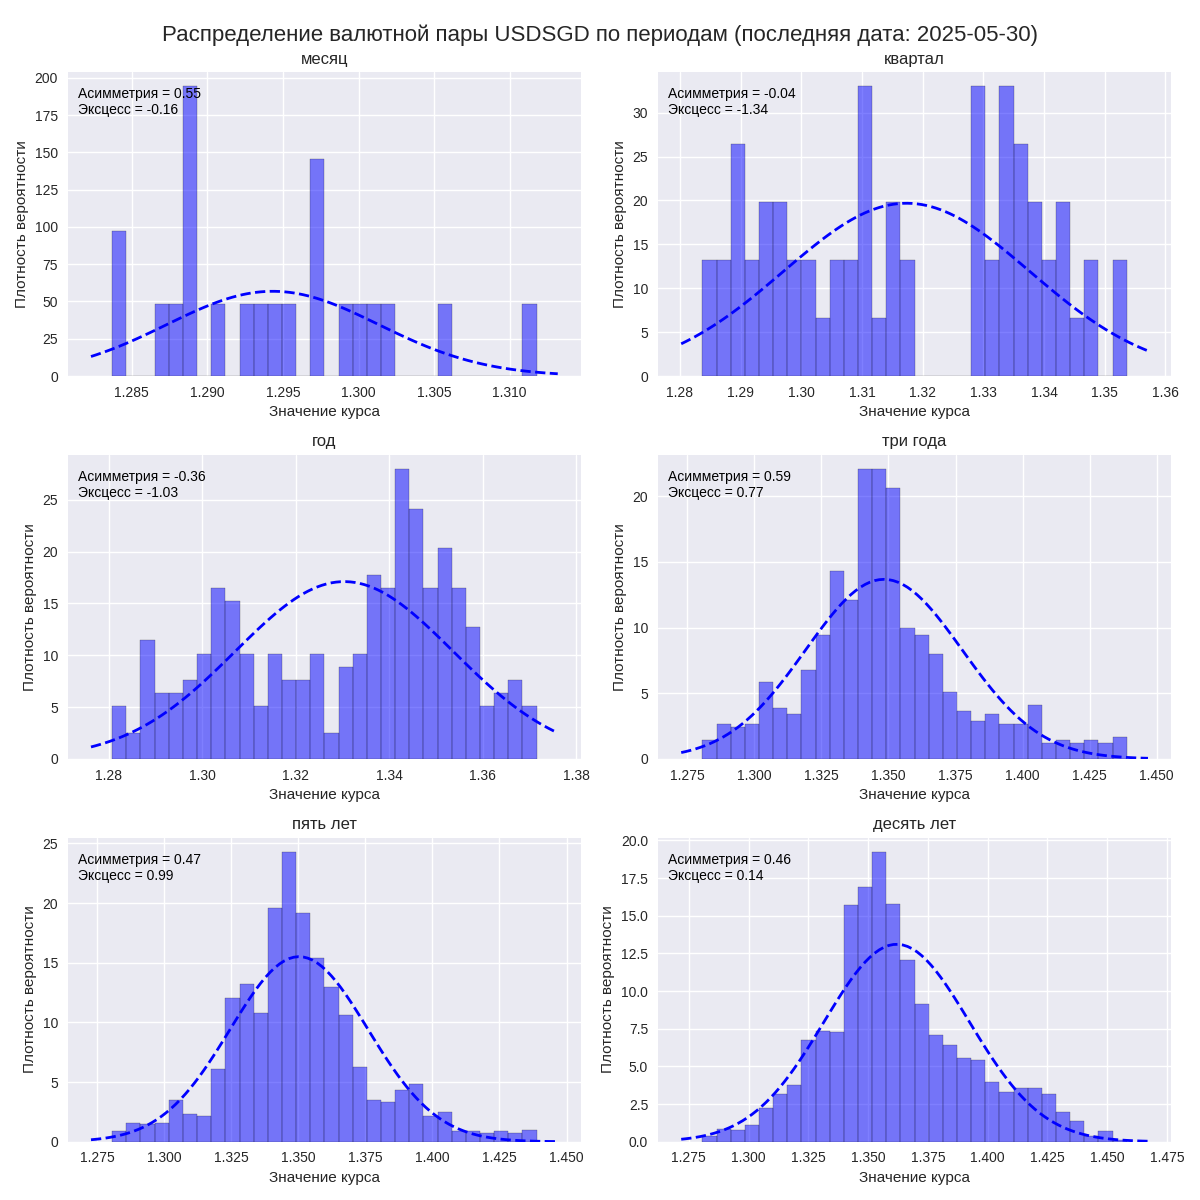 Распределение валютной пары USDSGD по периодам (последняя дата: 2025-05-30)
месяц
Асимметрия = 0.55
Эксцесс = -0.16
Плотность вероятности
200
175
150
125
100
75
50
25
0
1.285 1.290 1.295 1.300 1.305 1.310
Значение курса
квартал
Асимметрия = -0.04
Эксцесс = -1.34
Плотность вероятности
30
25
20
15
10
5
0
1.28 1.29 1.30 1.31 1.32 1.33 1.34 1.35 1.36
Значение курса
год
Асимметрия = -0.36
Эксцесс = -1.03
Плотность вероятности
25
20
15
10
5
0
1.28 1.30 1.32 1.34 1.36 1.38
Значение курса
три года
Асимметрия = 0.59
Эксцесс = 0.77
Плотность вероятности
20
15
10
5
0
1.275 1.300 1.325 1.350 1.375 1.400 1.425 1.450
Значение курса
пять лет
Асимметрия = 0.47
Эксцесс = 0.99
Плотность вероятности
25
20
15
10
5
0
1.275 1.300 1.325 1.350 1.375 1.400 1.425 1.450
Значение курса
десять лет
Асимметрия = 0.46
Эксцесс = 0.14
Плотность вероятности
20.0
17.5
15.0
12.5
10.0
7.5
5.0
2.5
0.0
1.275 1.300 1.325 1.350 1.375 1.400 1.425 1.450 1.475
Значение курса